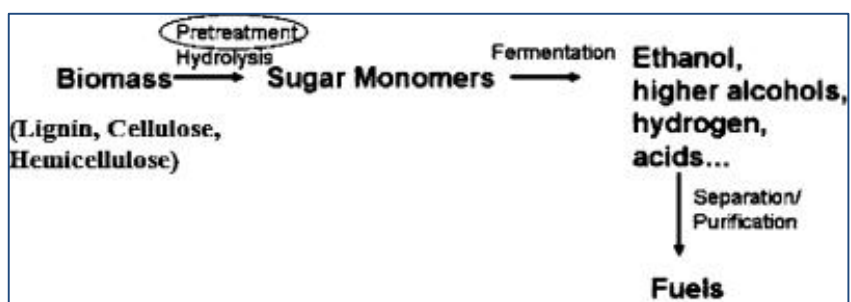 Pretreatment
Hydrolysis
Biomass
Sugar Monomers
Fermentation
Ethanol,
higher alcohols,
hydrogen,
acids...
(Lignin, Cellulose,
Hemicellulose)
Separation/
Purification
Fuels